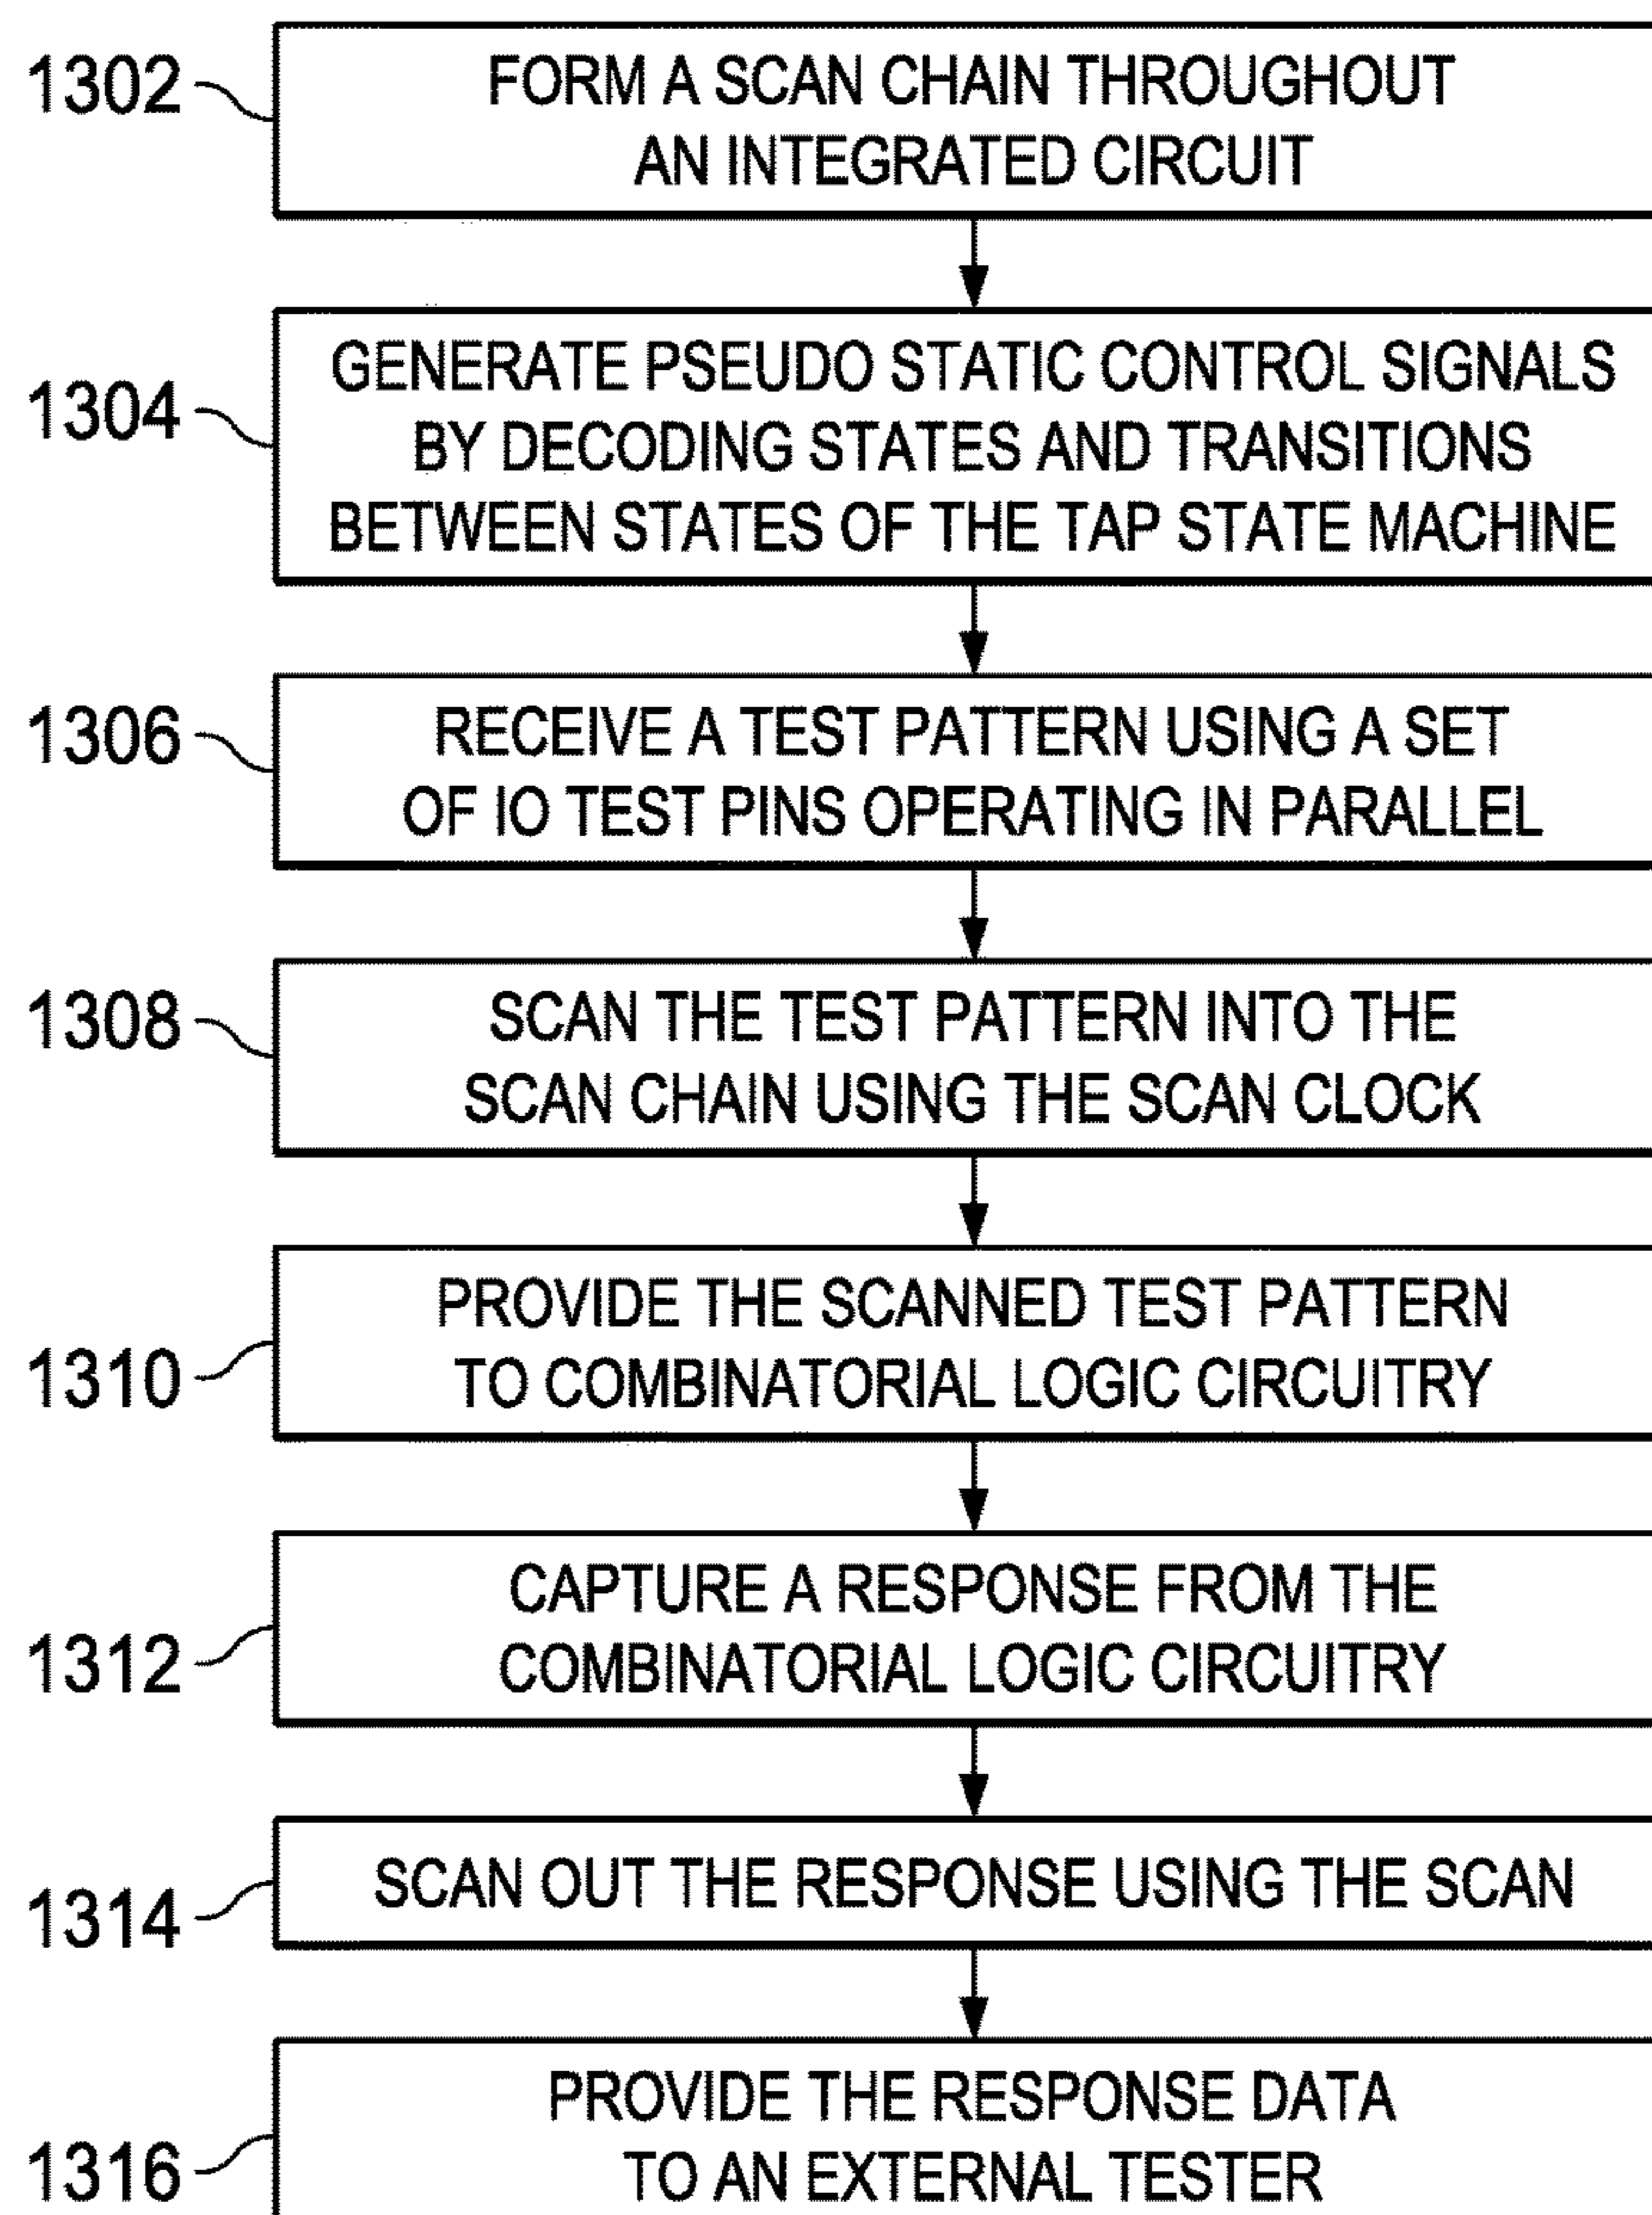 1302
FORM A SCAN CHAIN THROUGHOUT
AN INTEGRATED CIRCUIT
1304
GENERATE PSEUDO STATIC CONTROL SIGNALS
BY DECODING STATES AND TRANSITIONS
BETWEEN STATES OF THE TAP STATE MACHINE
1306
RECEIVE A TEST PATTERN USING A SET
OF IO TEST PINS OPERATING IN PARALLEL
1308
SCAN THE TEST PATTERN INTO THE
SCAN CHAIN USING THE SCAN CLOCK
1310
PROVIDE THE SCANNED TEST PATTERN
TO COMBINATORIAL LOGIC CIRCUITRY
1312
CAPTURE A RESPONSE FROM THE
COMBINATORIAL LOGIC CIRCUITRY
1314
SCAN OUT THE RESPONSE USING THE SCAN
1316
PROVIDE THE RESPONSE DATA
TO AN EXTERNAL TESTER